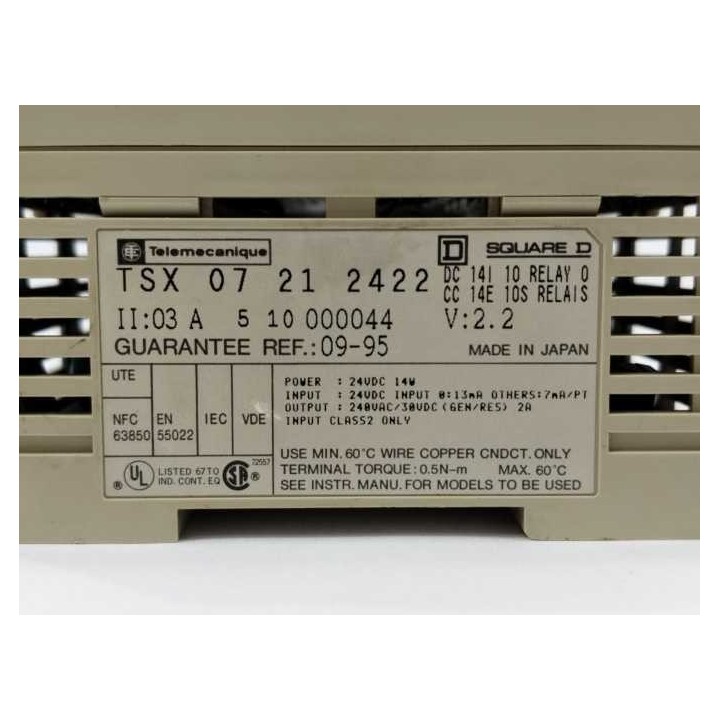 Telemecanique D SQUARE D
TSX 07 21 2422 DC 14I 10 RELAY O
CC 14E 10S RELAIS
II:03 A 5 10 000044 V:2.2
GUARANTEE REF.:09-95 MADE IN JAPAN
UTE
NFC 63850 EN 55022 IEC VDE
POWER : 24VDC 14W
INPUT : 24VDC INPUT 0:13mA OTHERS:7mA/PT
OUTPUT : 240VAC/30VDC (GEN/RES) 2A
INPUT CLASS2 ONLY
UL ® LISTED 67T0 IND. CONT. EQ SA ® 72557
USE MIN. 60°C WIRE COPPER CNDCT. ONLY
TERMINAL TORQUE : 0.5N-m MAX. 60°C
SEE INSTR. MANU. FOR MODELS TO BE USED